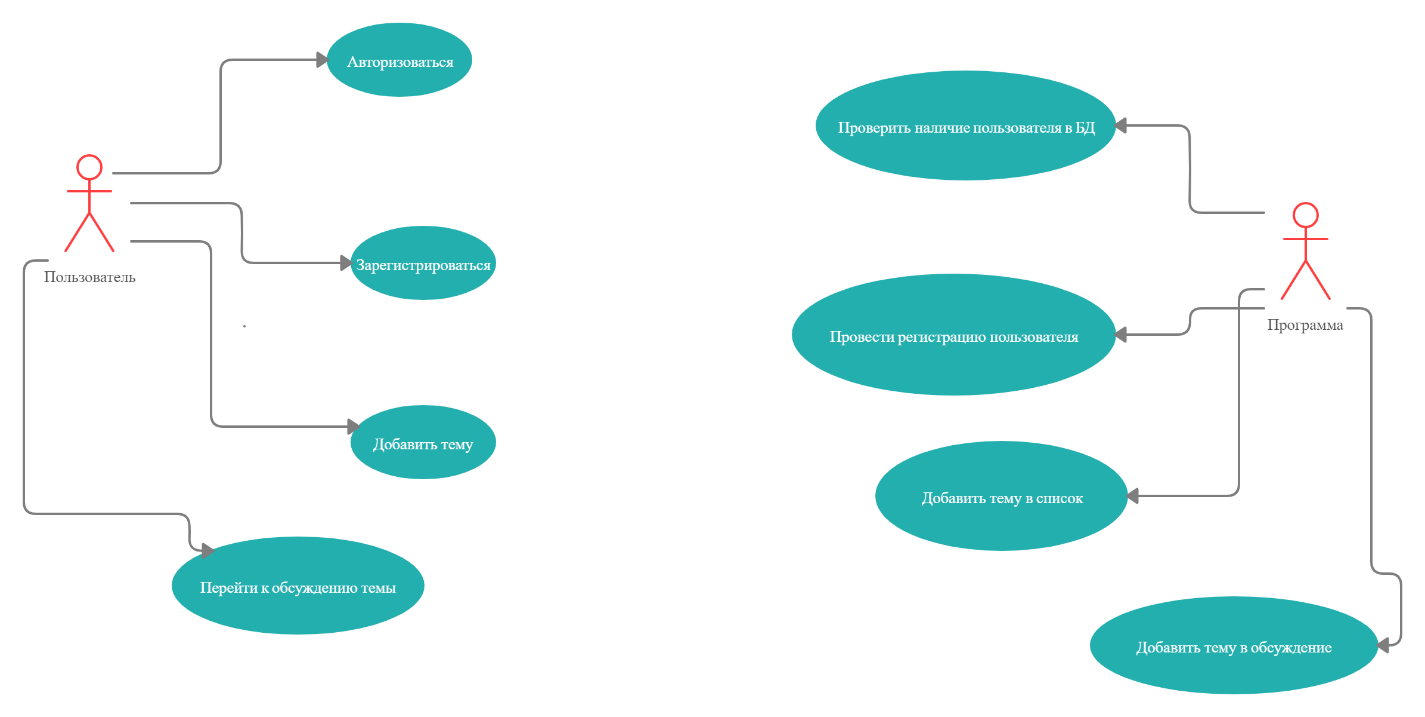 Авторизоваться
Проверить наличие пользователя в БД
Зарегистрироваться
Пользователь
Программа
Провести регистрацию пользователя
Добавить тему
Добавить тему в список
Перейти к обсуждению темы
Добавить тему в обсуждение